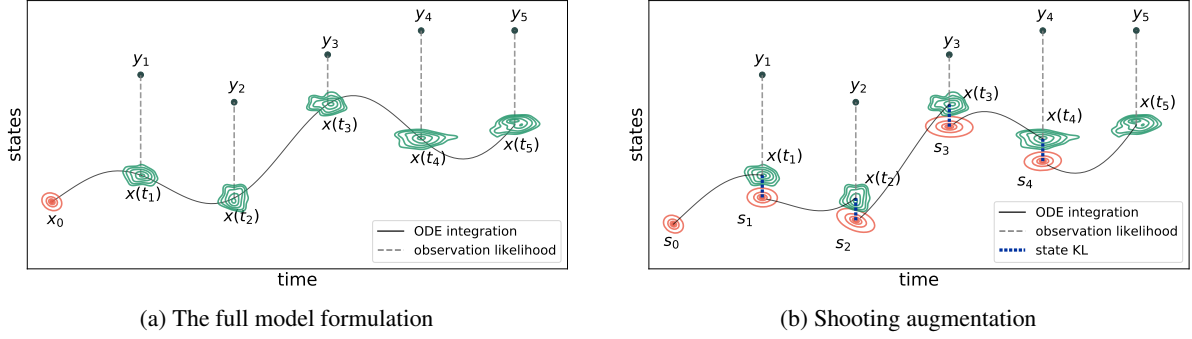 y₁
y₂
y₃
y₄
y₅
x₀
x(t₁)
x(t₂)
x(t₃)
x(t₄)
x(t₅)
states
time
ODE integration
observation likelihood
(a) The full model formulation
y₁
y₂
y₃
y₄
y₅
x(t₁)
x(t₂)
x(t₃)
x(t₄)
x(t₅)
s₀
s₁
s₂
s₃
s₄
states
time
ODE integration
observation likelihood
state KL
(b) Shooting augmentation